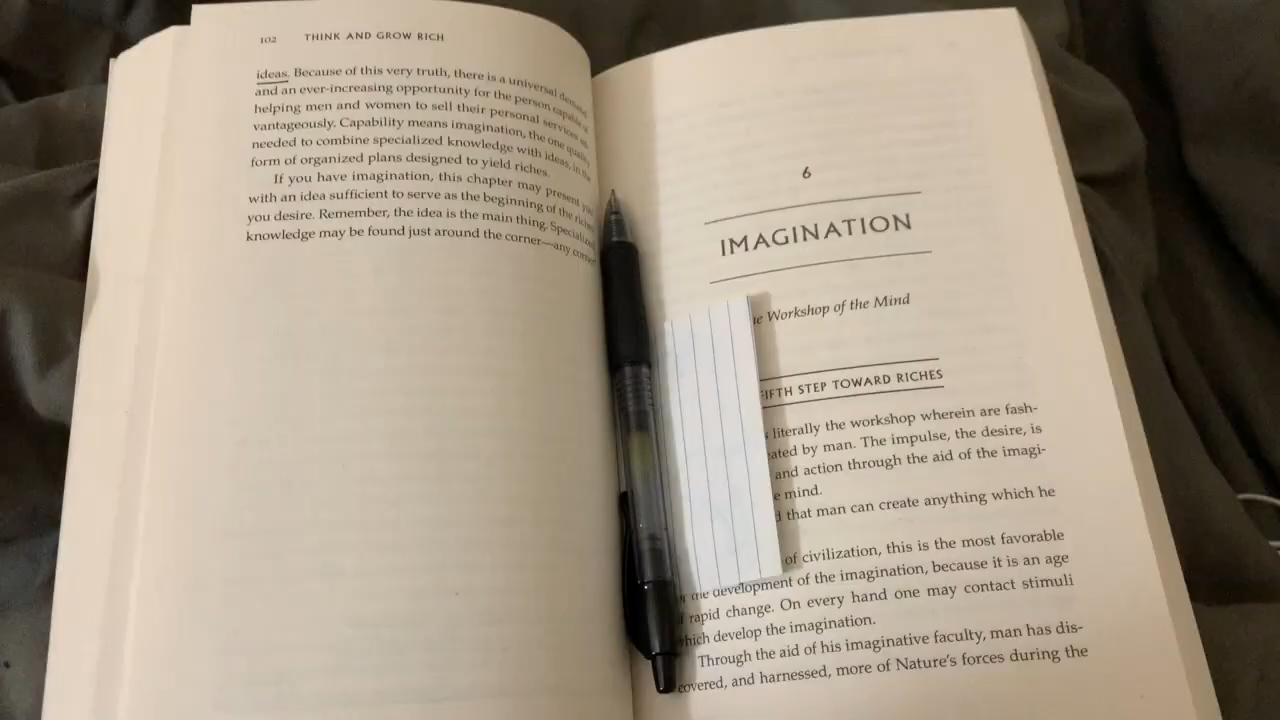 102 THINK AND GROW RICH
ideas. Because of this very truth, there is a universal demand
and an ever-increasing opportunity for the person capable of
helping men and women to sell their personal services
vantageously. Capability means imagination, the one quality
needed to combine specialized knowledge with ideas, in the
form of organized plans designed to yield riches.
If you have imagination, this chapter may present you
with an idea sufficient to serve as the beginning of the riches
you desire. Remember, the idea is the main thing. Specialized
knowledge may be found just around the corner—any corner
6
IMAGINATION
Workshop of the Mind
FIFTH STEP TOWARD RICHES
literally the workshop wherein are fash-
by man. The impulse, the desire, is
and action through the aid of the imagi-
mind.
that man can create anything which he
of civilization, this is the most favorable
the development of the imagination, because it is an age
rapid change. On every hand one may contact stimuli
which develop the imagination.
Through the aid of his imaginative faculty, man has dis-
covered, and harnessed, more of Nature's forces during the